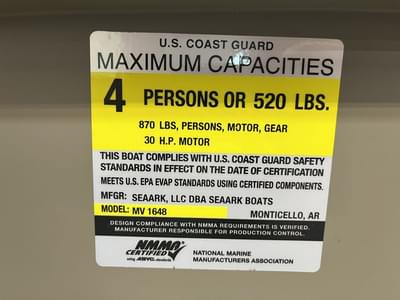 U.S. COAST GUARD
MAXIMUM CAPACITIES
4 PERSONS OR 520 LBS.
870 LBS, PERSONS, MOTOR, GEAR
30 H.P. MOTOR
THIS BOAT COMPLIES WITH U.S. COAST GUARD SAFETY
STANDARDS IN EFFECT ON THE DATE OF CERTIFICATION
MEETS U.S. EPA EVAP STANDARDS USING CERTIFIED COMPONENTS.
MFGR: SEAARK, LLC DBA SEAARK BOATS
MODEL: MV 1648 MONTICELLO, AR
DESIGN COMPLIANCE WITH NMMA REQUIREMENTS IS VERIFIED.
MANUFACTURER RESPONSIBLE FOR PRODUCTION CONTROL.
NMMA
CERTIFIED
using ABYC standards
NATIONAL MARINE
MANUFACTURERS ASSOCIATION